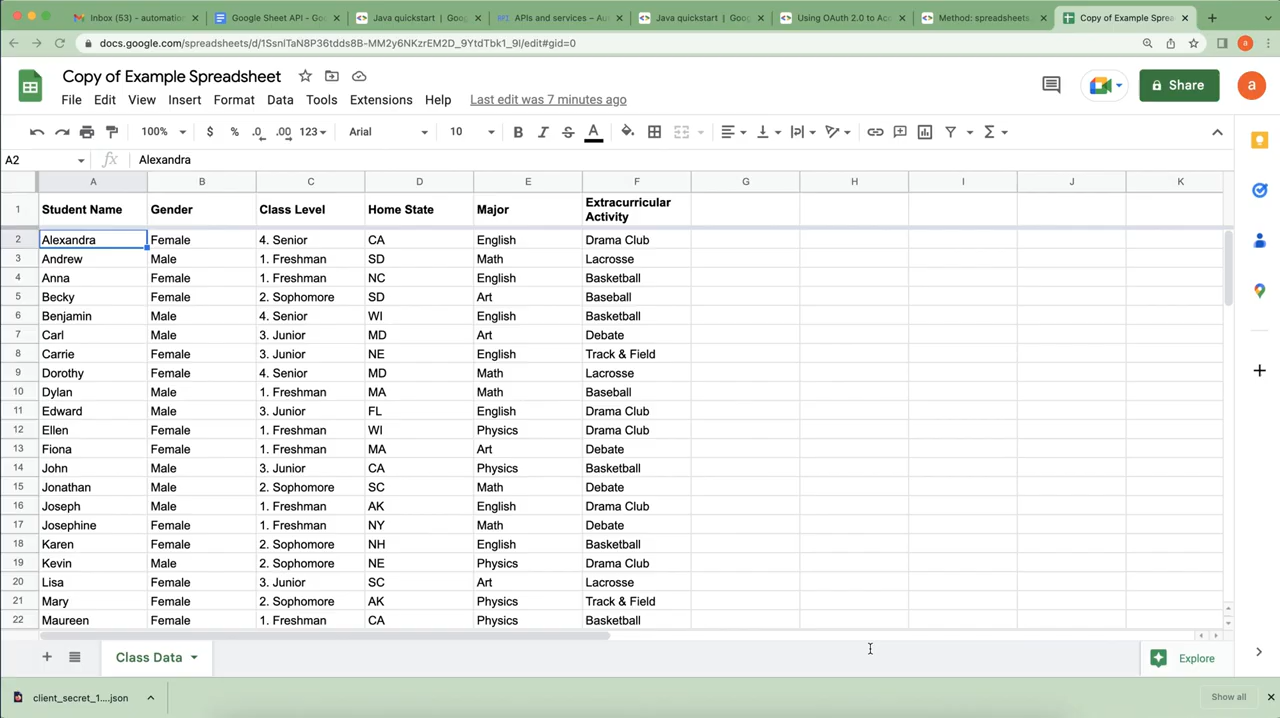 Inbox (53) - automation
Google Sheet API - Go
Java quickstart | Goog
APIs and services – Aut
Java quickstart | Goog
Using OAuth 2.0 to Acc
Method: spreadsheets
Copy of Example Sprea
docs.google.com/spreadsheets/d/1SsnlTaN8P36tdds8B-MM2y6NKzrEM2D_9YtdTbk1_9I/edit#gid=0
a
Copy of Example Spreadsheet
File Edit View Insert Format Data Tools Extensions Help Last edit was 7 minutes ago
Share
a
100% $ % .0 .00 123 Arial 10 B I S A
A2 fx Alexandra
A B C D E F G H I J K
1 Student Name Gender Class Level Home State Major Extracurricular Activity
2 Alexandra Female 4. Senior CA English Drama Club
3 Andrew Male 1. Freshman SD Math Lacrosse
4 Anna Female 1. Freshman NC English Basketball
5 Becky Female 2. Sophomore SD Art Baseball
6 Benjamin Male 4. Senior WI English Basketball
7 Carl Male 3. Junior MD Art Debate
8 Carrie Female 3. Junior NE English Track & Field
9 Dorothy Female 4. Senior MD Math Lacrosse
10 Dylan Male 1. Freshman MA Math Baseball
11 Edward Male 3. Junior FL English Drama Club
12 Ellen Female 1. Freshman WI Physics Drama Club
13 Fiona Female 1. Freshman MA Art Debate
14 John Male 3. Junior CA Physics Basketball
15 Jonathan Male 2. Sophomore SC Math Debate
16 Joseph Male 1. Freshman AK English Drama Club
17 Josephine Female 1. Freshman NY Math Debate
18 Karen Female 2. Sophomore NH English Basketball
19 Kevin Male 2. Sophomore NE Physics Drama Club
20 Lisa Female 3. Junior SC Art Lacrosse
21 Mary Female 2. Sophomore AK Physics Track & Field
22 Maureen Female 1. Freshman CA Physics Basketball
Class Data
Explore
client_secret_1....json
Show all